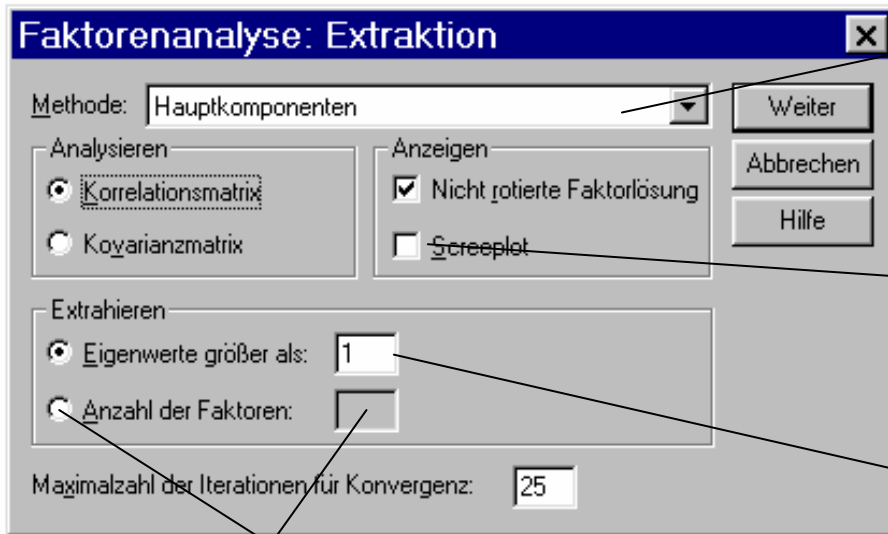 Faktorenanalyse: Extraktion
Methode: Hauptkomponenten
Weiter
Analysieren
Anzeigen
Abbrechen
Korrelationsmatrix
Nicht rotierte Faktorlösung
Hilfe
Kovarianzmatrix
Screeplot
Extrahieren
Eigenwerte größer als: 1
Anzahl der Faktoren:
Maximalzahl der Iterationen für Konvergenz: 25